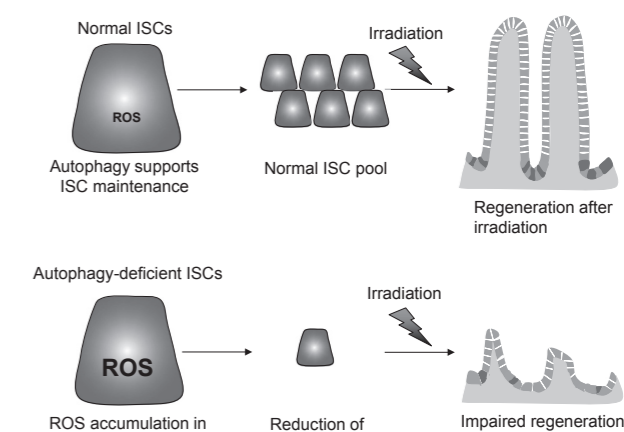 Normal ISCs
Irradiation
ROS
Autophagy supports
ISC maintenance
Normal ISC pool
Regeneration after
irradiation
Autophagy-deficient ISCs
Irradiation
ROS
ROS accumulation in
Reduction of
Impaired regeneration